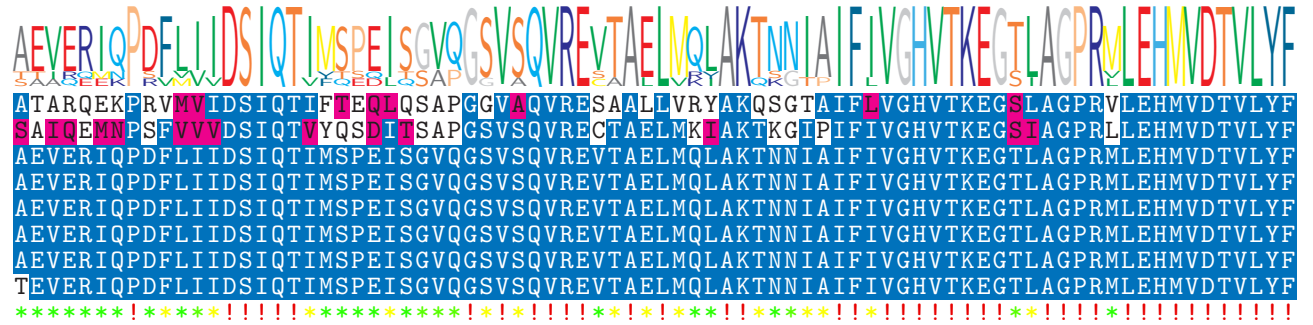 AEVERIQPDFLIIDSIQTIMSPEISGVQGSVSQVREVTAELMQLAKTNNIAIFIVGHVTKEGTLAGPRMLEHMVDTVLYF
ATARQEKPRVMVIDSIQTIFTEQLQSAPGGVAQVRESAALLVRYAKQSGTAIFLVGHVTKEGSLAGPRVLEHMVDTVLYF
SAIQEMNPSFVVVDSIQTVYQSDITSAPGSVSQVRECTAELMKIAKTKGIPIFIVGHVTKEGSIAGPRLLEHMVDTVLYF
AEVERIQPDFLIIDSIQTIMSPEISGVQGSVSQVREVTAELMQLAKTNNIAIFIVGHVTKEGTLAGPRMLEHMVDTVLYF
AEVERIQPDFLIIDSIQTIMSPEISGVQGSVSQVREVTAELMQLAKTNNIAIFIVGHVTKEGTLAGPRMLEHMVDTVLYF
AEVERIQPDFLIIDSIQTIMSPEISGVQGSVSQVREVTAELMQLAKTNNIAIFIVGHVTKEGTLAGPRMLEHMVDTVLYF
AEVERIQPDFLIIDSIQTIMSPEISGVQGSVSQVREVTAELMQLAKTNNIAIFIVGHVTKEGTLAGPRMLEHMVDTVLYF
AEVERIQPDFLIIDSIQTIMSPEISGVQGSVSQVREVTAELMQLAKTNNIAIFIVGHVTKEGTLAGPRMLEHMVDTVLYF
TEVERIQPDFLIIDSIQTIMSPEISGVQGSVSQVREVTAELMQLAKTNNIAIFIVGHVTKEGTLAGPRMLEHMVDTVLYF
*******!*****!!!!!**********!*!*!!!!**!*!***!!*****!!*!!!!!!!!**!!!!*!!!!!!!!!!!